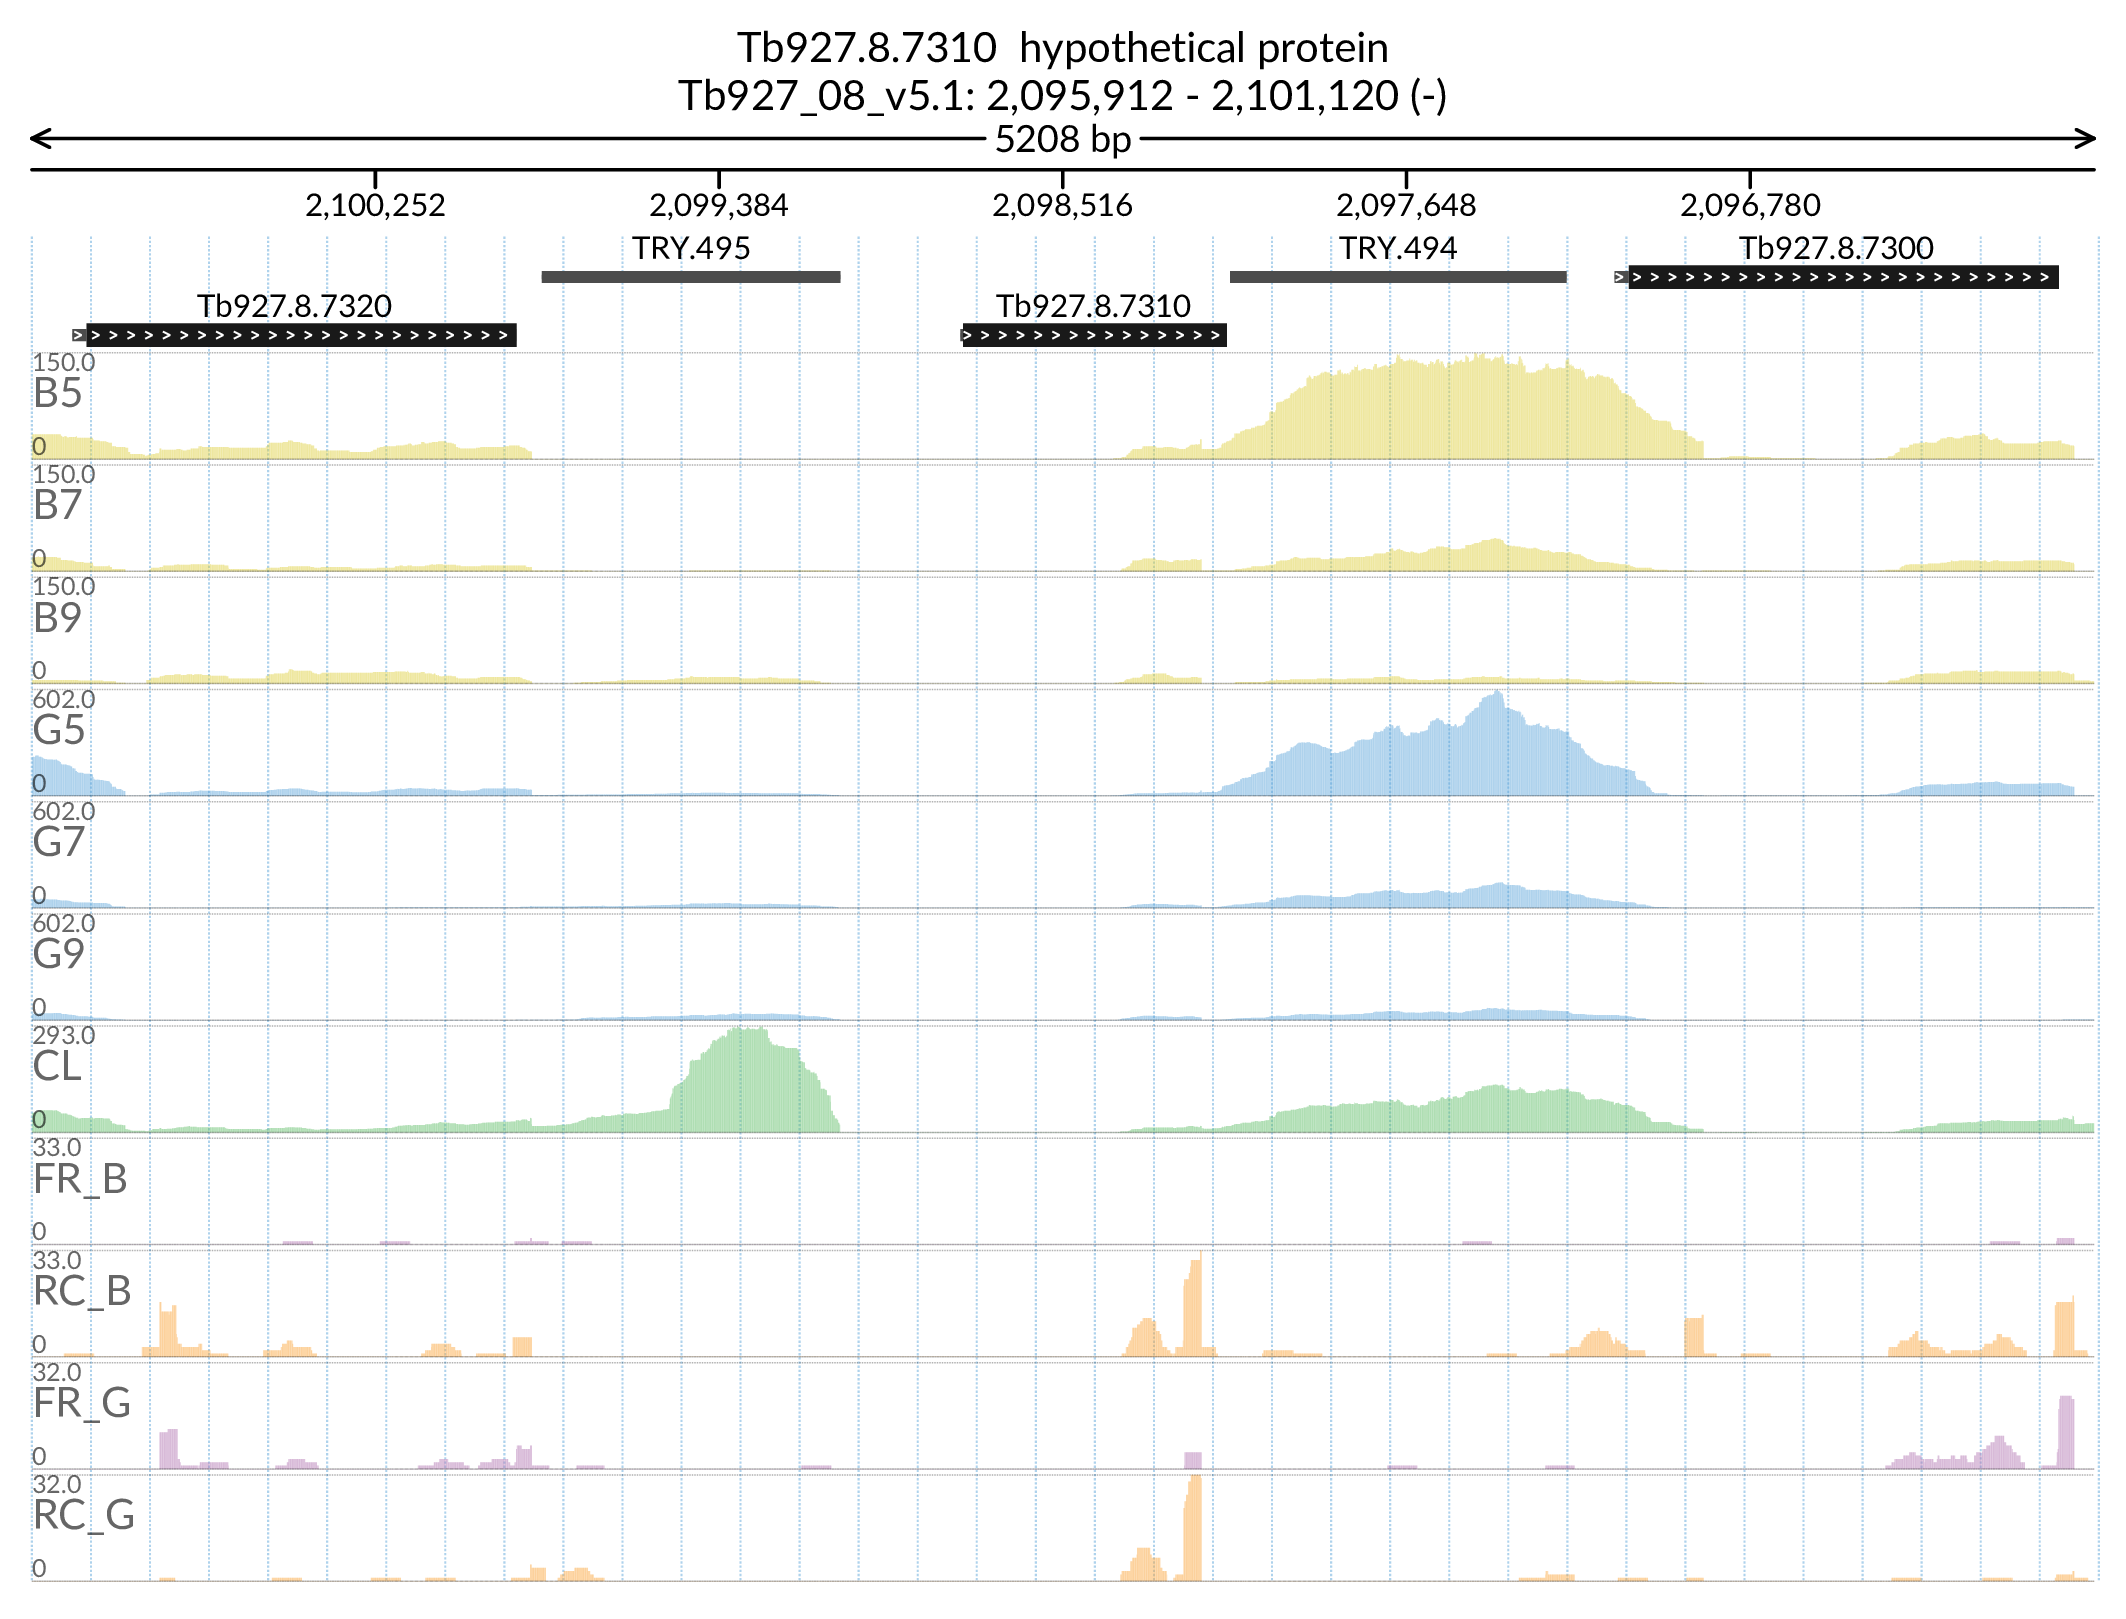 Tb927.8.7310 hypothetical protein
Tb927_08_v5.1: 2,095,912 - 2,101,120 (-)
5208 bp
2,100,252 2,099,384 2,098,516 2,097,648 2,096,780
TRY.495 TRY.494 Tb927.8.7300
Tb927.8.7320 Tb927.8.7310
150.0
B5
0
150.0
B7
0
150.0
B9
0
602.0
G5
0
602.0
G7
0
602.0
G9
0
293.0
CL
0
33.0
FR_B
0
33.0
RC_B
0
32.0
FR_G
0
32.0
RC_G
0